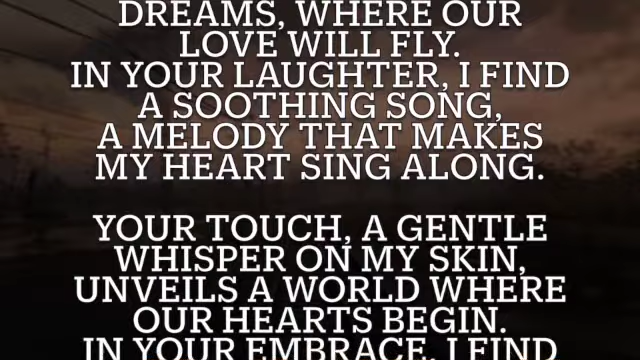 DREAMS, WHERE OUR
LOVE WILL FLY.
IN YOUR LAUGHTER, I FIND
A SOOTHING SONG,
A MELODY THAT MAKES
MY HEART SING ALONG.
YOUR TOUCH, A GENTLE
WHISPER ON MY SKIN,
UNVEILS A WORLD WHERE
OUR HEARTS BEGIN.
IN YOUR EMBRACE, I FIND